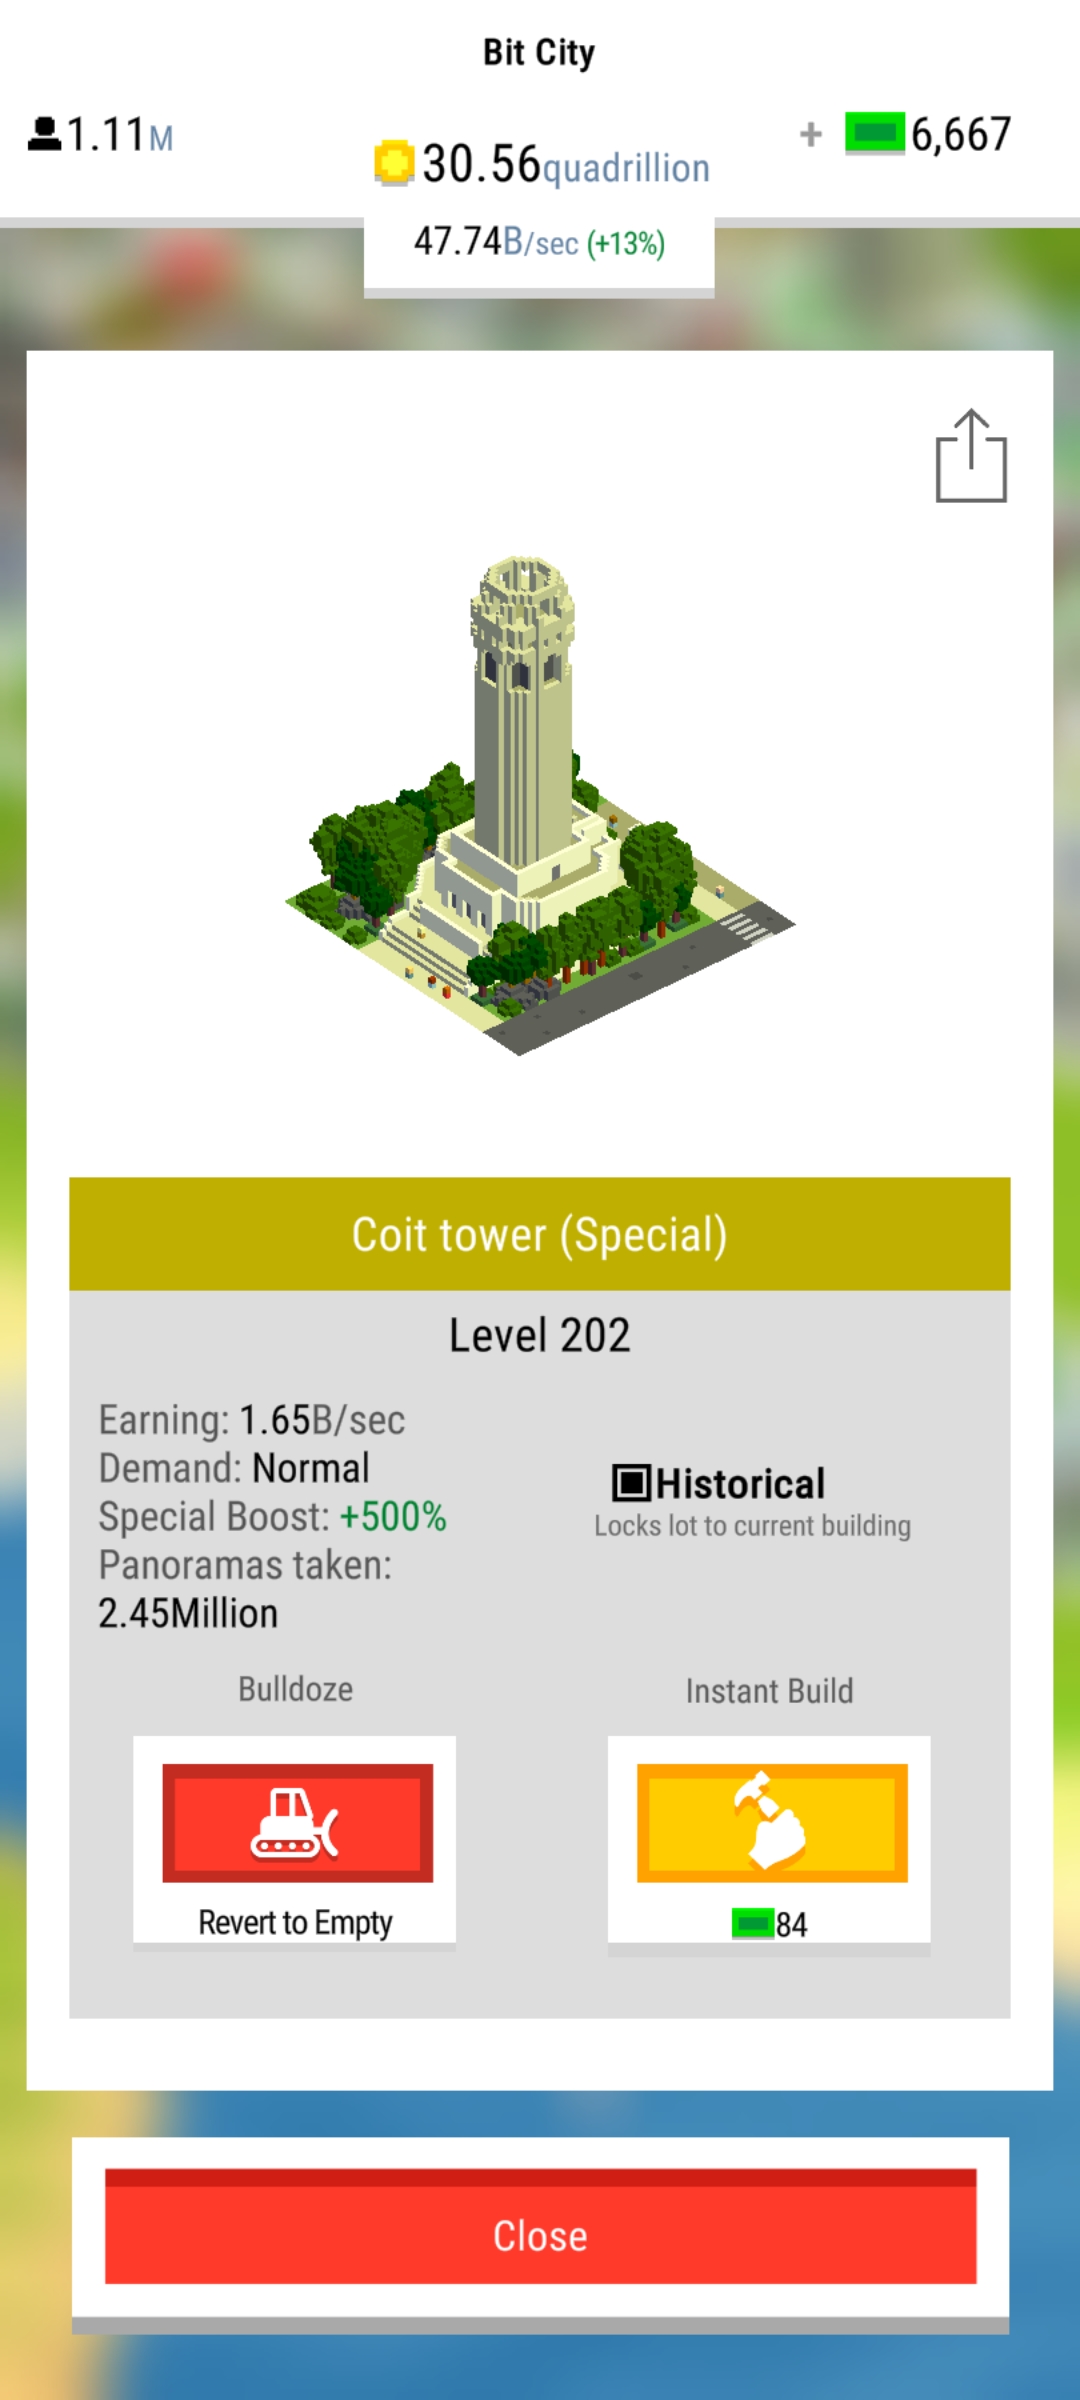 Bit City
1.11M
+ 6,667
30.56quadrillion
47.74B/sec (+13%)
Coit tower (Special)
Level 202
Earning: 1.65B/sec
Demand: Normal
Special Boost: +500%
Panoramas taken:
2.45Million
Historical
Locks lot to current building
Bulldoze
Revert to Empty
Instant Build
84
Close